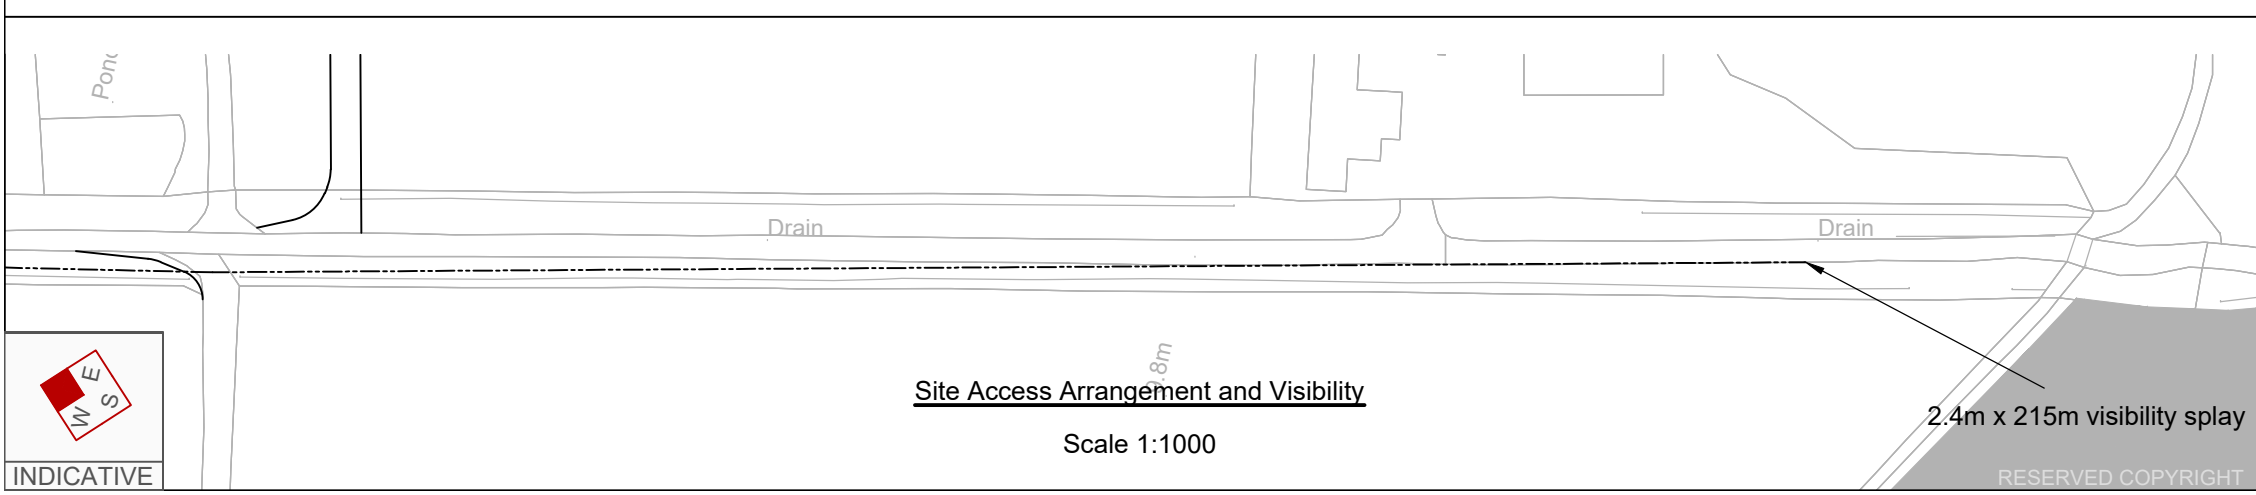 Drain
Drain
Site Access Arrangement and Visibility
Scale 1:1000
2.4m x 215m visibility splay
E
S
W
INDICATIVE
RESERVED COPYRIGHT